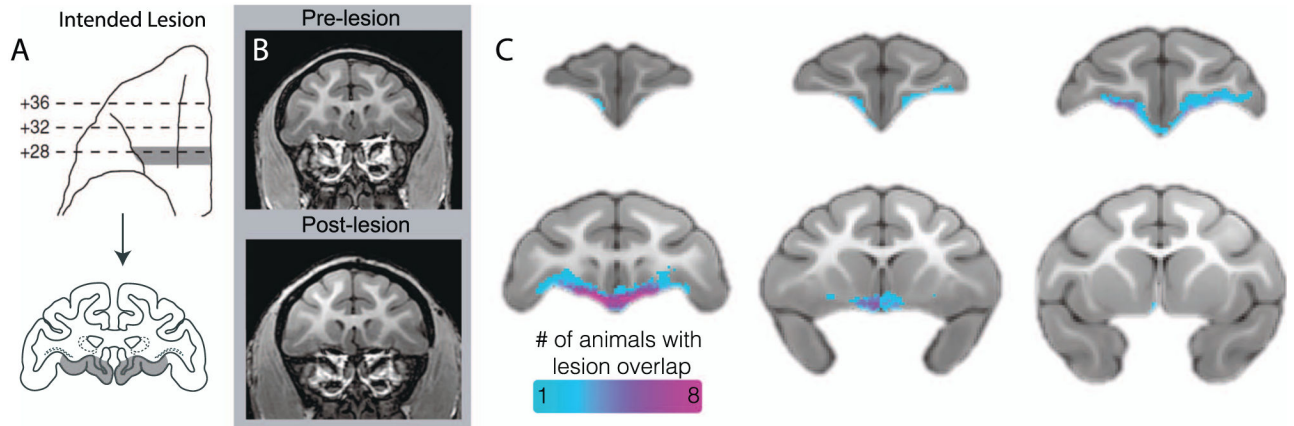 Intended Lesion
A
+36
+32
+28
Pre-lesion
B
Post-lesion
C
# of animals with
lesion overlap
1
8